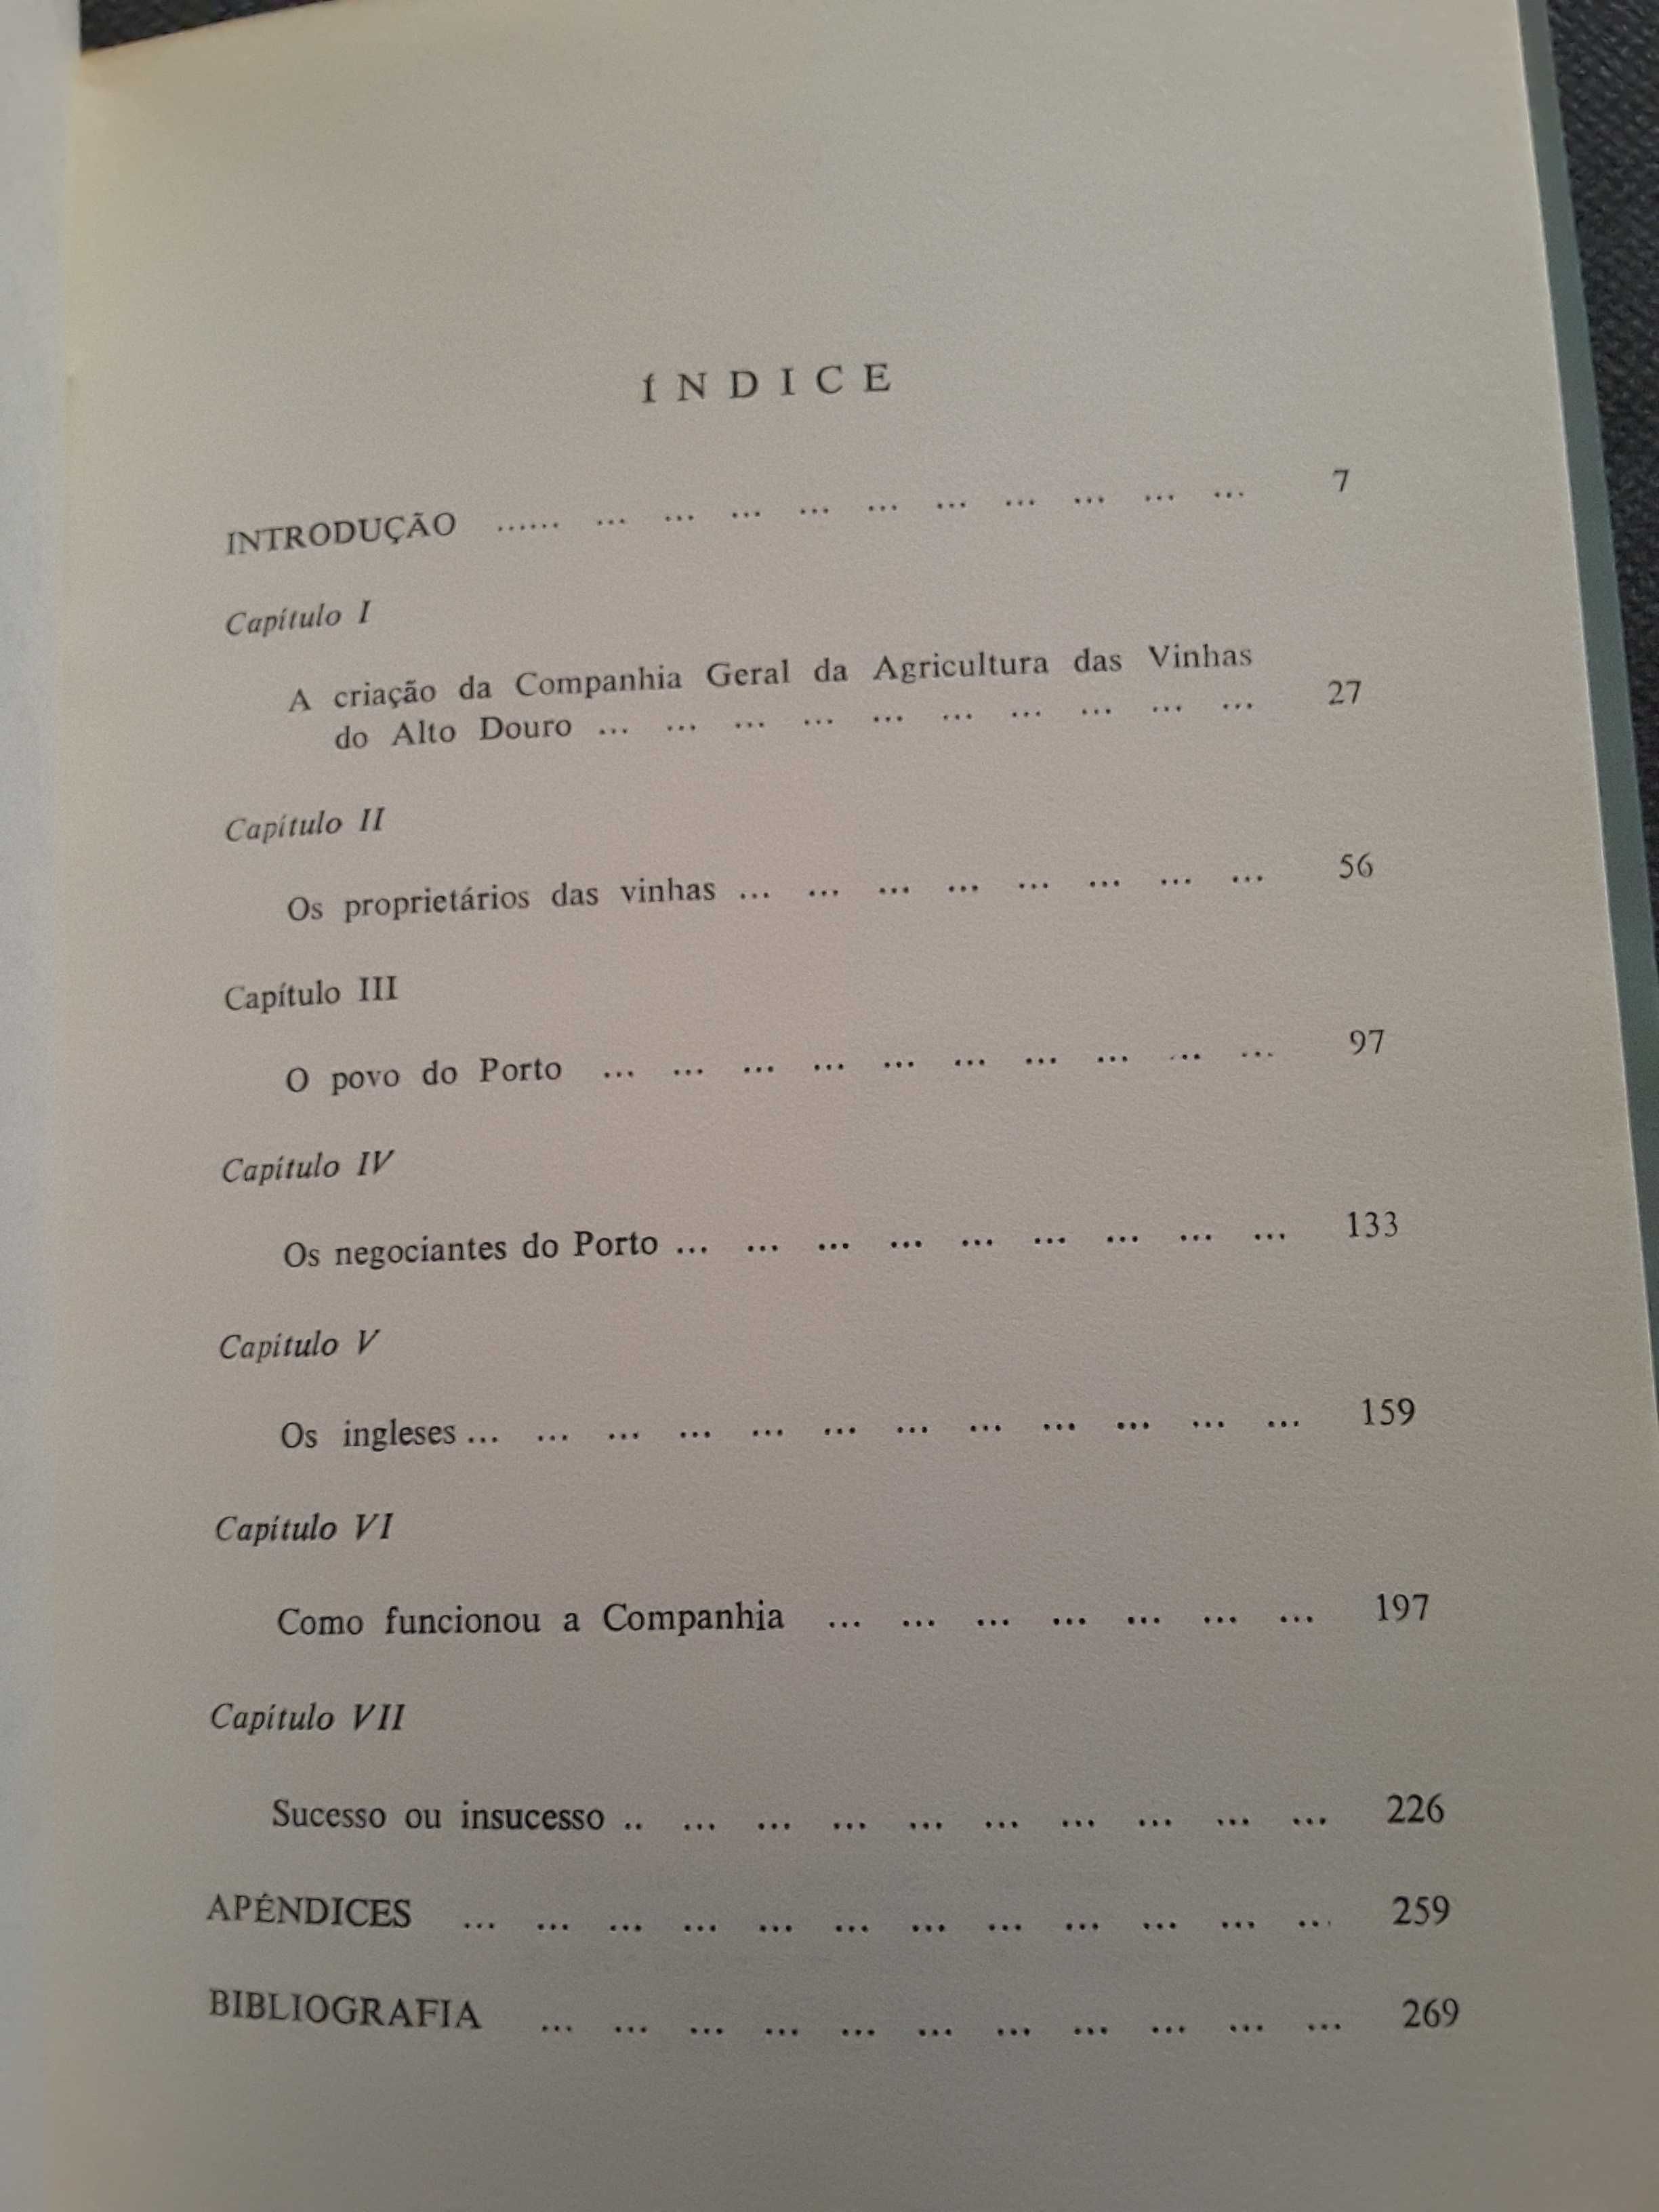 ÍNDICE
INTRODUÇÃO ...... ... ... ... ... ... ... ... ... ... ... 7
Capítulo I
A criação da Companhia Geral da Agricultura das Vinhas
do Alto Douro ... ... ... ... ... ... ... ... ... ... 27
Capítulo II
Os proprietários das vinhas ... ... ... ... ... ... ... ... 56
Capítulo III
O povo do Porto ... ... ... ... ... ... ... ... ... ... 97
Capítulo IV
Os negociantes do Porto ... ... ... ... ... ... ... ... ... 133
Capítulo V
Os ingleses ... ... ... ... ... ... ... ... ... ... ... ... 159
Capítulo VI
Como funcionou a Companhia ... ... ... ... ... ... ... 197
Capítulo VII
Sucesso ou insucesso .. ... ... ... ... ... ... ... ... ... 226
APÊNDICES ... ... ... ... ... ... ... ... ... ... ... ... 259
BIBLIOGRAFIA ... ... ... ... ... ... ... ... ... ... ... 269